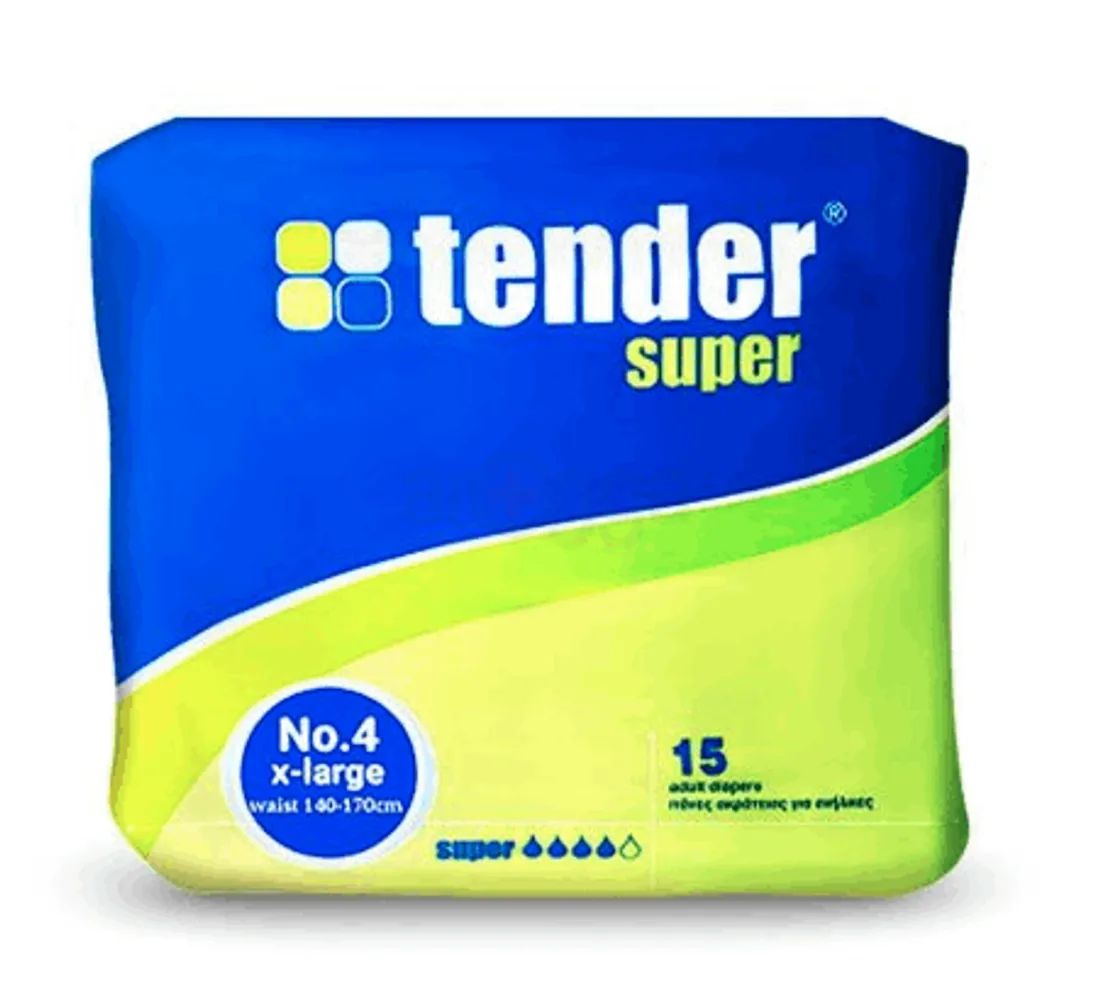 tender®
super
No.4
x-large
waist 140-170cm
15
adult diapers
πάνες ακράτειας για ενήλικες
super